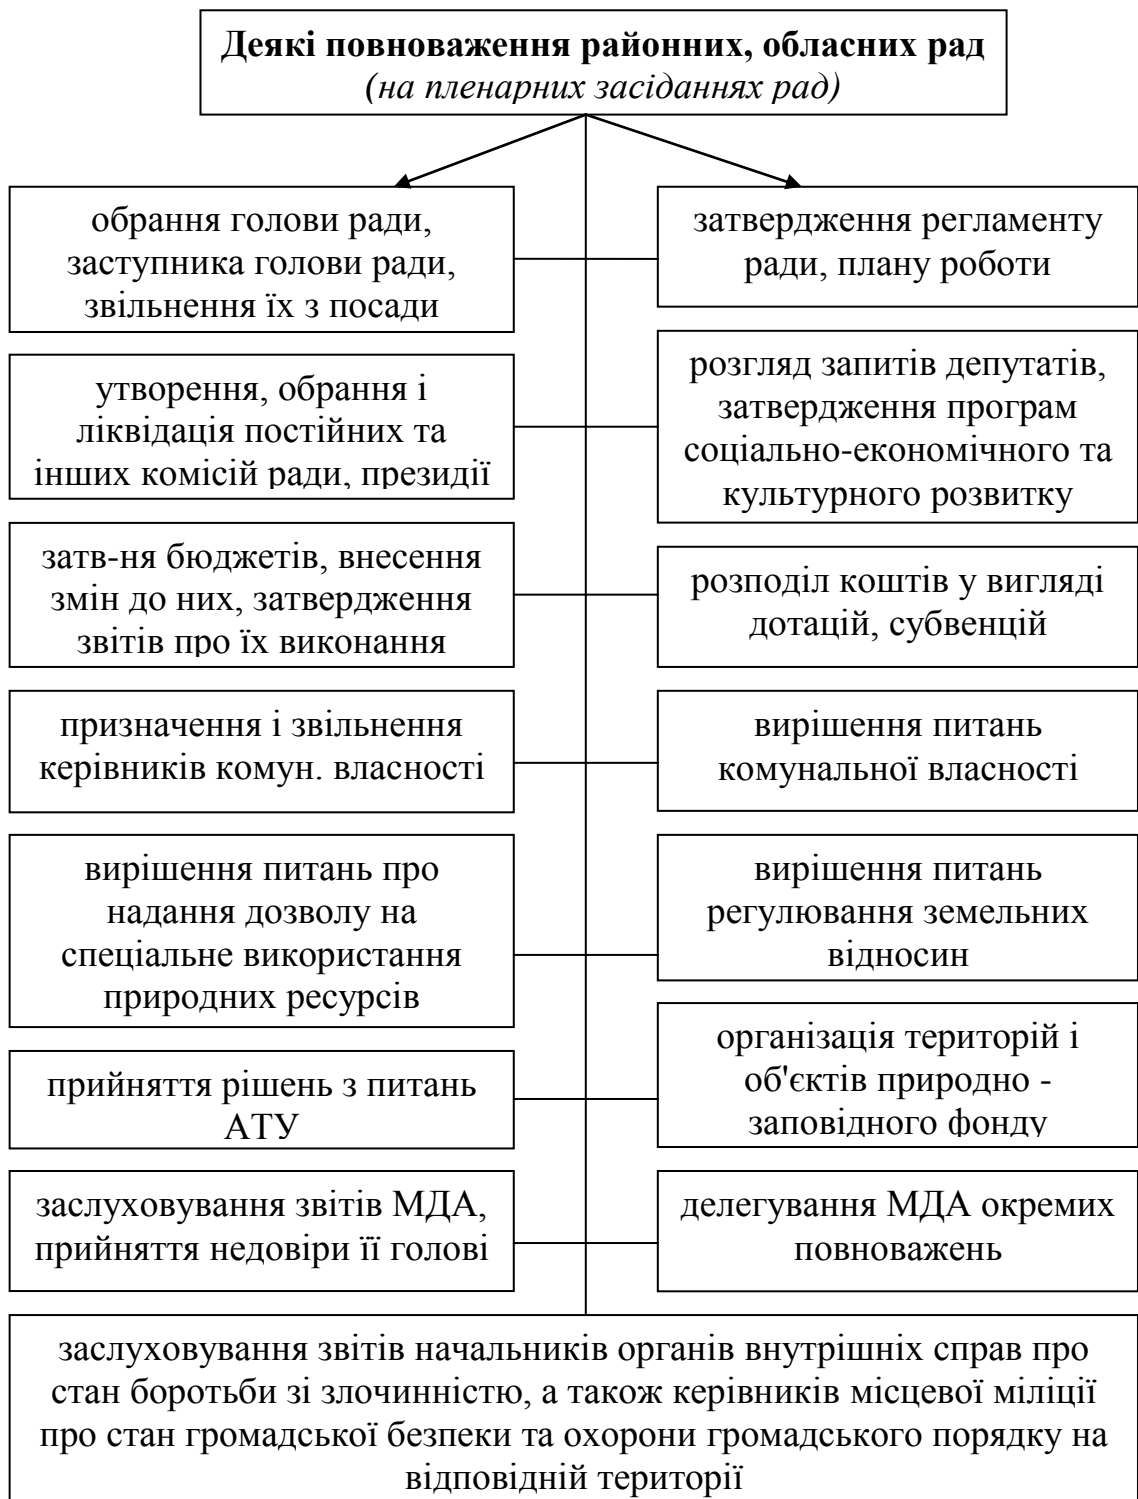 Деякі повноваження районних, обласних рад
(на пленарних засіданнях рад)
обрання голови ради,
заступника голови ради,
звільнення їх з посади
затвердження регламенту
ради, плану роботи
утворення, обрання і
ліквідація постійних та
інших комісій ради, президії
розгляд запитів депутатів,
затвердження програм
соціально-економічного та
культурного розвитку
затв-ня бюджетів, внесення
змін до них, затвердження
звітів про їх виконання
розподіл коштів у вигляді
дотацій, субвенцій
призначення і звільнення
керівників комун. власності
вирішення питань
комунальної власності
вирішення питань про
надання дозволу на
спеціальне використання
природних ресурсів
вирішення питань
регулювання земельних
відносин
прийняття рішень з питань
АТУ
організація територій і
об'єктів природно -
заповідного фонду
заслуховування звітів МДА,
прийняття недовіри її голові
делегування МДА окремих
повноважень
заслуховування звітів начальників органів внутрішніх справ про
стан боротьби зі злочинністю, а також керівників місцевої міліції
про стан громадської безпеки та охорони громадського порядку на
відповідній території